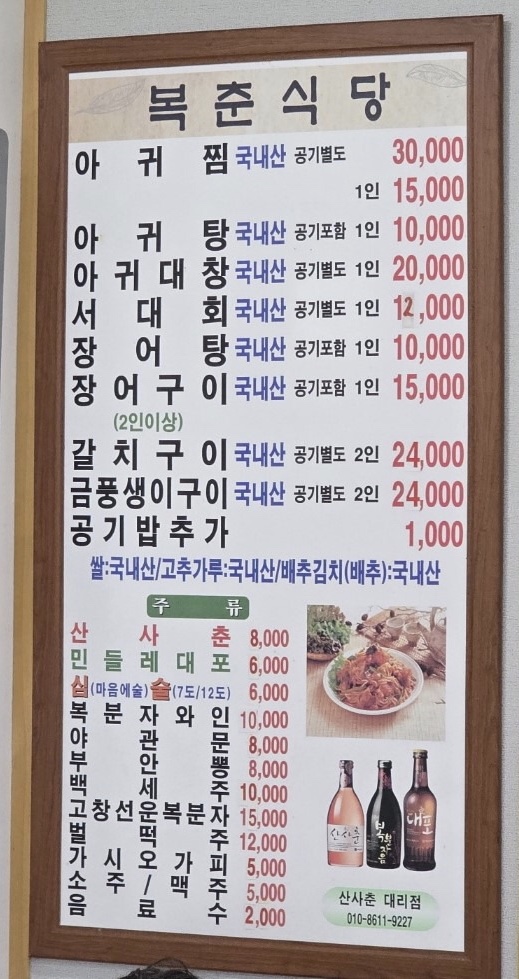 복춘식당
아귀찜 국내산 공기별도 30,000
1인 15,000
아귀탕 국내산 공기포함 1인 10,000
아귀대창 국내산 공기별도 1인 20,000
서대회 국내산 공기별도 1인 12,000
장어탕 국내산 공기포함 1인 10,000
장어구이 국내산 공기포함 1인 15,000
(2인이상)
갈치구이 국내산 공기별도 2인 24,000
금풍생이구이 국내산 공기별도 2인 24,000
공기밥추가 1,000
쌀:국내산/고추가루:국내산/배추김치(배추):국내산
주류
산사춘 8,000
민들레대포 6,000
심(마음에술)술(7도/12도) 6,000
복분자와인 10,000
야관문 8,000
부안뽕 8,000
백세주 10,000
고창선운복분자 15,000
벌떡주 12,000
가시오가피 5,000
소주/맥주 5,000
음료수 2,000
산사춘
대포
산사춘 대리점
010-8611-9227